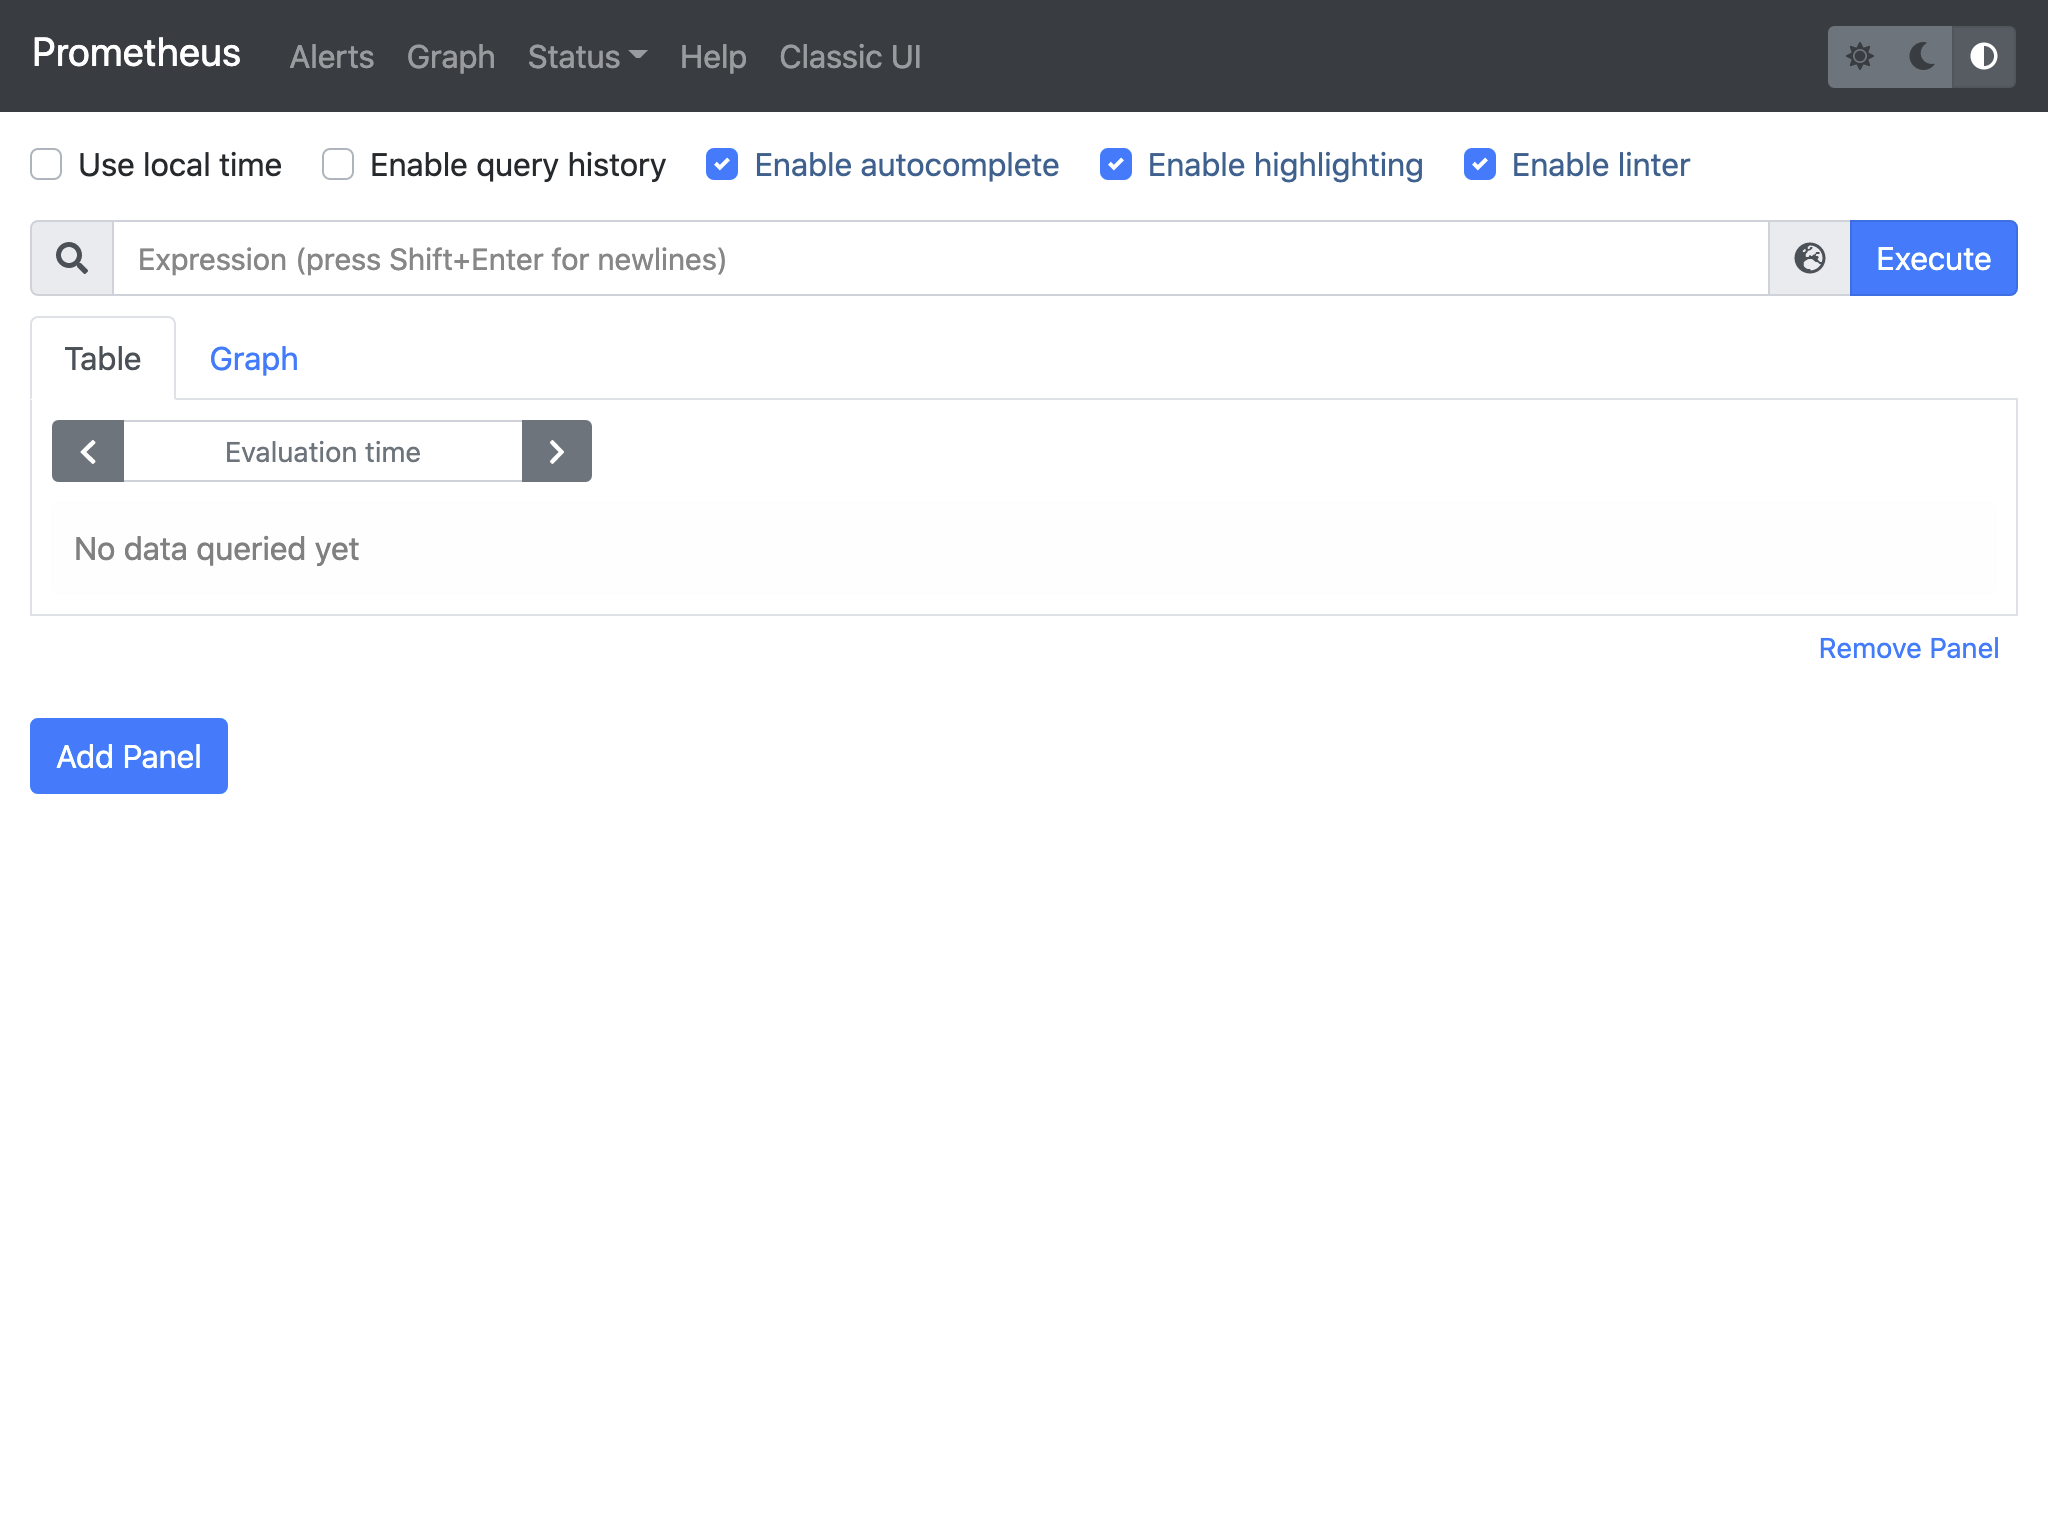 Prometheus Alerts Graph Status Help Classic UI
Use local time Enable query history Enable autocomplete Enable highlighting Enable linter
Expression (press Shift+Enter for newlines) Execute
Table Graph
Evaluation time
No data queried yet
Remove Panel
Add Panel